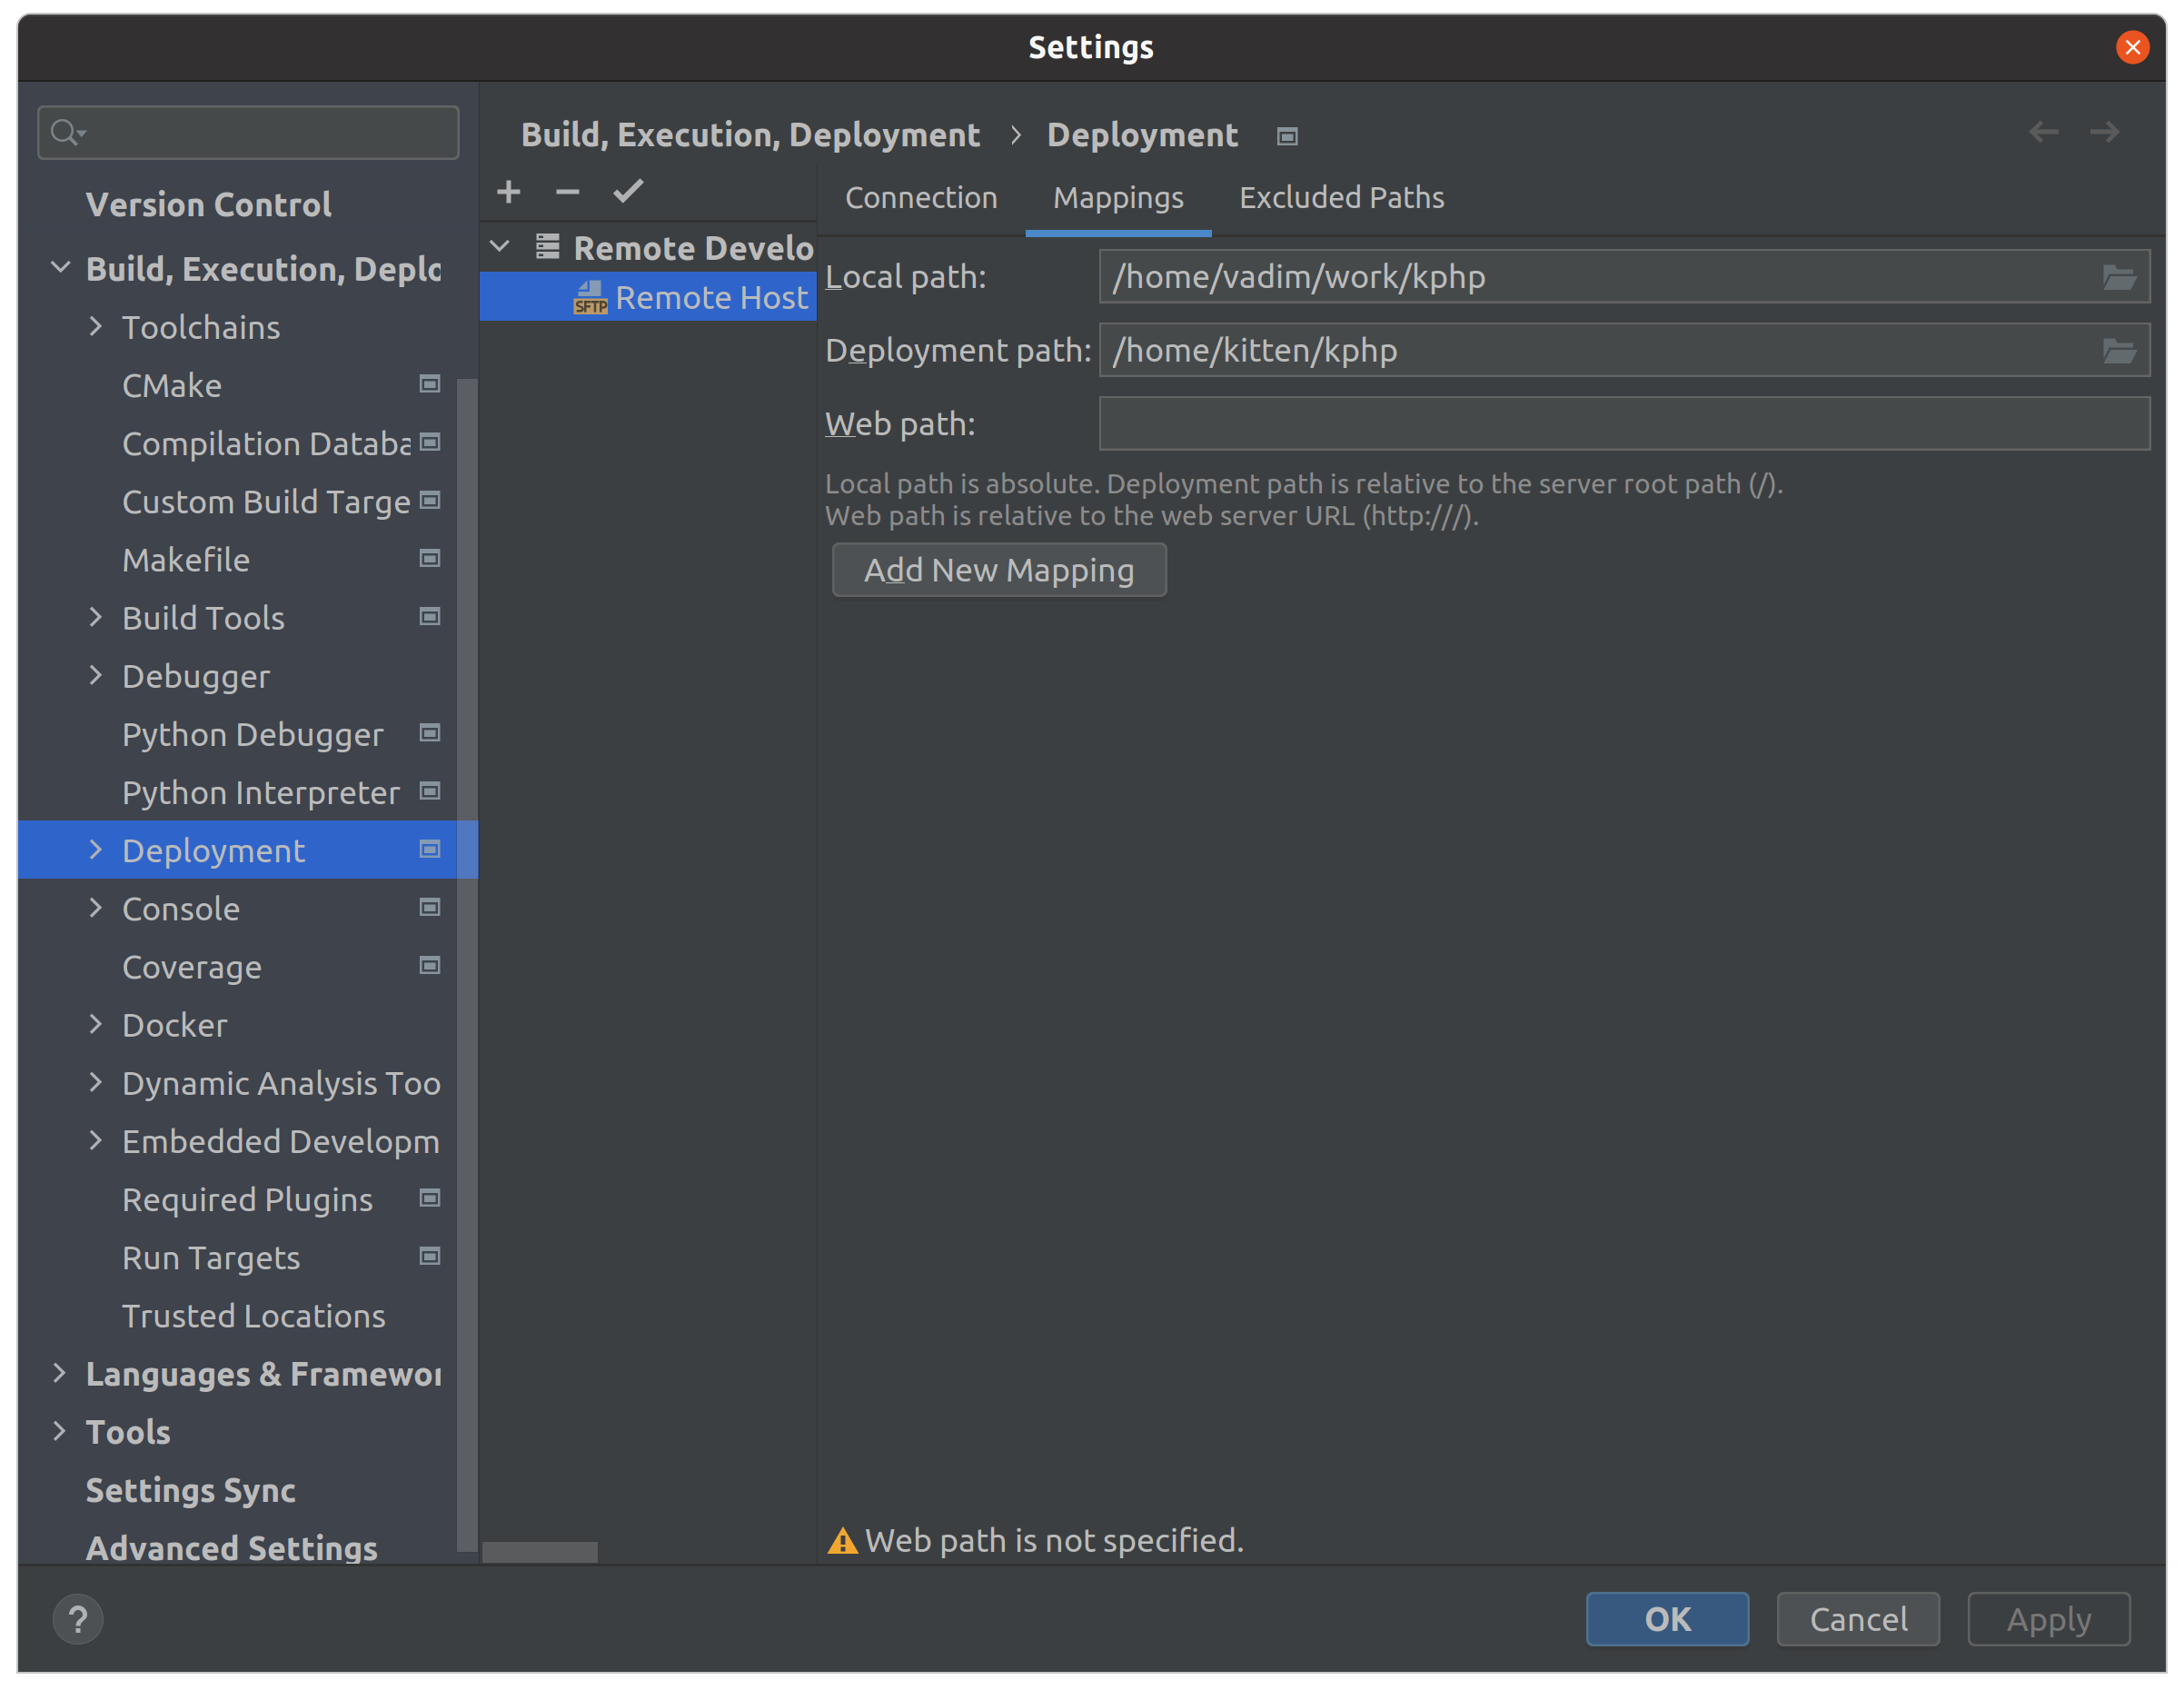 Settings
Version Control
Build, Execution, Deplo
Toolchains
CMake
Compilation Databa
Custom Build Targe
Makefile
Build Tools
Debugger
Python Debugger
Python Interpreter
Deployment
Console
Coverage
Docker
Dynamic Analysis Too
Embedded Developm
Required Plugins
Run Targets
Trusted Locations
Languages & Framewor
Tools
Settings Sync
Advanced Settings
Build, Execution, Deployment › Deployment
Remote Develo
SFTP Remote Host
Connection Mappings Excluded Paths
Local path: /home/vadim/work/kphp
Deployment path: /home/kitten/kphp
Web path:
Local path is absolute. Deployment path is relative to the server root path (/).
Web path is relative to the web server URL (http:///).
Add New Mapping
Web path is not specified.
? OK Cancel Apply